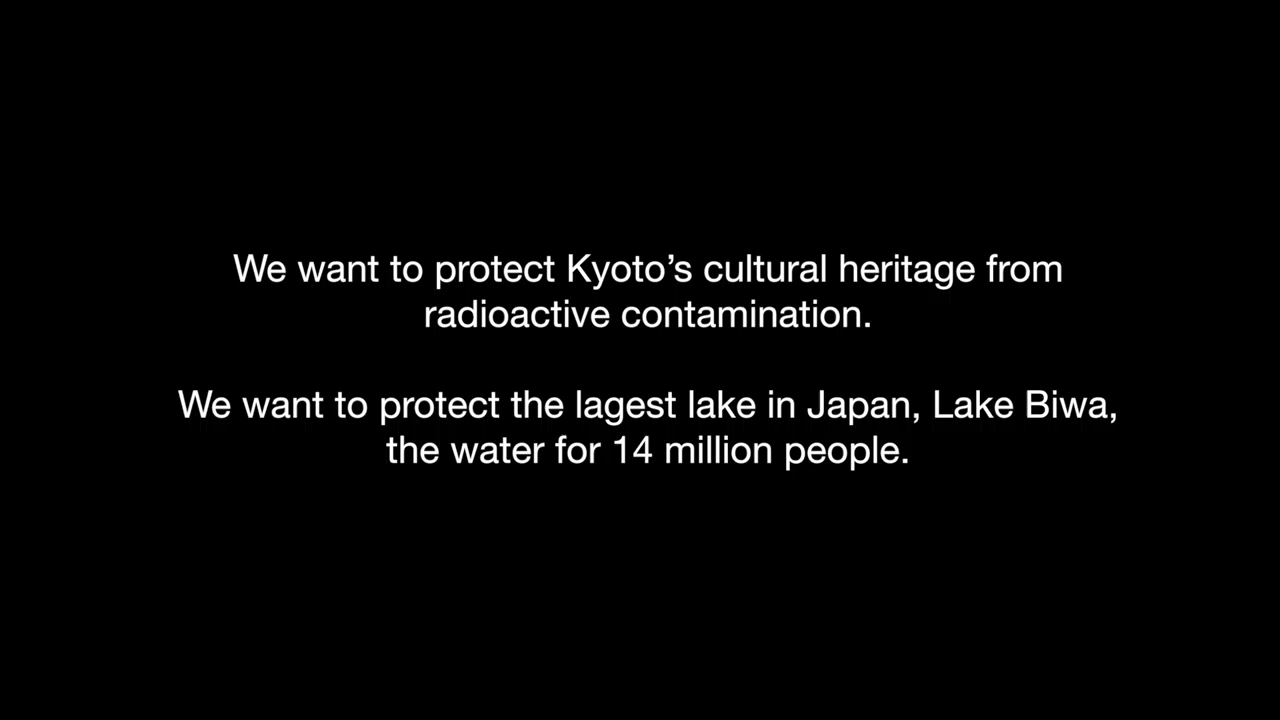 We want to protect Kyoto’s cultural heritage from
radioactive contamination.
We want to protect the lagest lake in Japan, Lake Biwa,
the water for 14 million people.